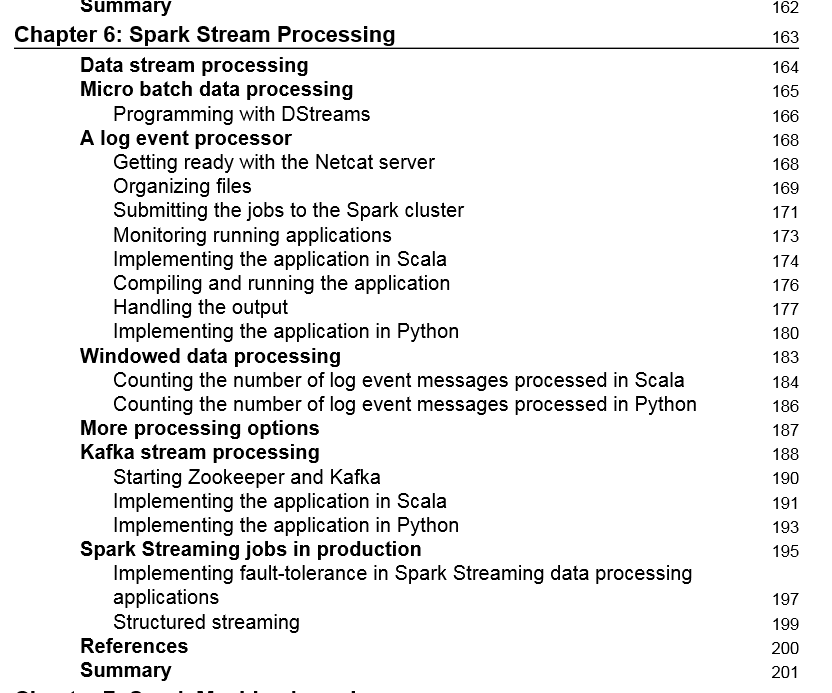 Summary 162
Chapter 6: Spark Stream Processing 163
Data stream processing 164
Micro batch data processing 165
Programming with DStreams 166
A log event processor 168
Getting ready with the Netcat server 168
Organizing files 169
Submitting the jobs to the Spark cluster 171
Monitoring running applications 173
Implementing the application in Scala 174
Compiling and running the application 176
Handling the output 177
Implementing the application in Python 180
Windowed data processing 183
Counting the number of log event messages processed in Scala 184
Counting the number of log event messages processed in Python 186
More processing options 187
Kafka stream processing 188
Starting Zookeeper and Kafka 190
Implementing the application in Scala 191
Implementing the application in Python 193
Spark Streaming jobs in production 195
Implementing fault-tolerance in Spark Streaming data processing
applications 197
Structured streaming 199
References 200
Summary 201